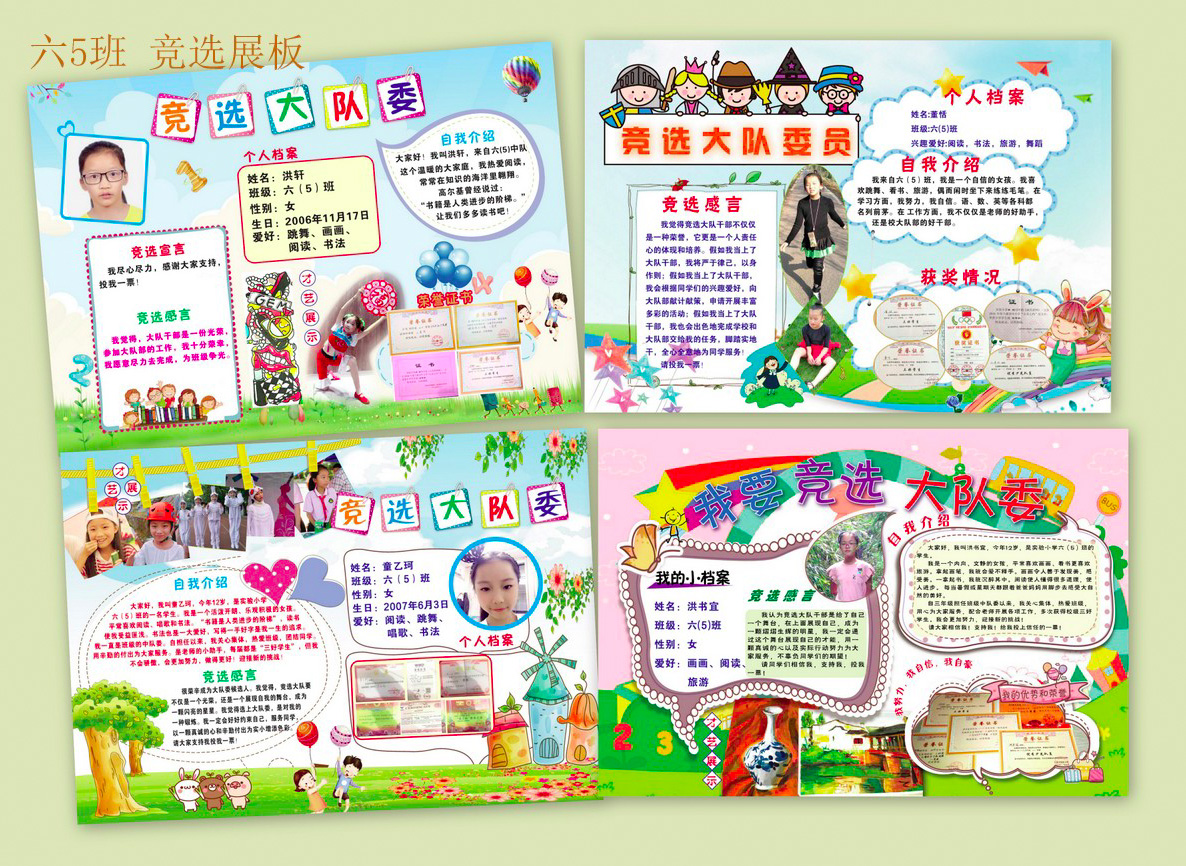 六5班 竞选展板
竞选大队委
个人档案
姓名：洪轩
班级：六（5）班
性别：女
生日：2006年11月17日
爱好：跳舞、画画、
阅读、书法
自我介绍
大家好！我叫洪轩，来自六(5)中队
这个温暖的大家庭，我热爱阅读，
常常在知识的海洋里翱翔。
高尔基曾经说过：
“书籍是人类进步的阶梯。”
让我们多多读书吧！
竞选宣言
我尽心尽力，感谢大家支持，
投我一票！
竞选感言
我觉得，大队干部是一份光荣，
参加大队部的工作，我十分荣幸，
我愿意尽力去完成，为班级争光。
GEM
才艺展示
荣誉证书
竞选大队委员
个人档案
姓名：董恬
班级：六(5)班
兴趣爱好：阅读，书法，旅游，舞蹈
自我介绍
我来自六（5）班，我是一个自信的女孩。我喜
欢跳舞、看书、旅游，偶而闲时坐下来练练毛笔。在
学习方面，我努力，我自信。语、数、英等各科都
名列前茅。在工作方面，我不仅仅是老师的好助手，
还是校大队部的好干部。
竞选感言
我觉得竞选大队干部不仅仅
是一种荣誉，它更是一个人责任
心的体现和培养。假如我当上了
大队干部，我将严于律己，以身
作则；假如我当上了大队干部，
我会根据同学们的兴趣爱好，向
大队部献计献策，申请开展丰富
多彩的活动；假如我当上了大队
干部，我也会出色地完成学校和
大队部交给我的任务，脚踏实地
干，全心全意地为同学服务！
请投我一票！
获奖情况
才艺展示
竞选大队委
姓名：童乙珂
班级：六（5）班
性别：女
生日：2007年6月3日
爱好：阅读、跳舞、
唱歌、书法
个人档案
自我介绍
大家好，我叫童乙珂，今年12岁，是实验小学
六（5）班的一名学生。我是一个活泼开朗、乐观积极的女孩。
平常喜欢阅读、唱歌和书法。“书籍是人类进步的阶梯”，读书
使我受益匪浅。书法也是一大爱好，写得一手好字是我一生的追求。
我一直是班级的中队委。自担任以来，我关心集体，热爱班级，团结同学，
用辛勤的付出为大家服务。是老师的小助手，每届都是“三好学生”，但我
不会骄傲，会更加努力，做得更好！迎接新的挑战！
竞选感言
很荣幸成为大队委候选人，我觉得，竞选大队委
不仅是一个光荣，还是一个展现自我的舞台，成为
一颗闪亮的星星。我觉得选上大队委，是对我的
一种锻炼。我一定会好好约束自己，服务同学，
以一颗真诚的心和辛勤付出为实小增添色彩。
请大家支持我投我一票！
我要竞选大队委
BUS
我的小档案
姓名：洪书宜
班级：六(5)班
性别：女
爱好：画画、阅读、
旅游
竞选感言
我认为竞选大队干部是给了自己
一个舞台，在上面展现自己，成为
一颗熠熠生辉的明星，我一定会通
过这个舞台展现自己的才能，用一
颗真诚的心以及实际行动努力为大
家服务，不辜负同学们的期望！
请同学们相信我，支持我，投我
一票！
自我介绍
大家好，我叫洪书宜，今年12岁，是实验小学六（5）班的
学生。
我是一个内向，文静的女孩，平常喜欢画画，看书更喜欢
旅游。拿起画笔，我就会爱不释手。画画令人善于发现美，感
受美。一拿起书，我就沉醉其中，阅读使人懂得很多道理，使
人进步。每当暑假或星期天都跟着爸爸妈妈用脚步去感受大自
然的美好。
自三年级担任班级中队委以来，我关心集体，热爱班级，
用心为大家服务，配合老师开展各项工作，多次获得校级三好
学生。我会更加努力，迎接新的挑战！
请大家相信我！支持我！给我投上信任的一票！
我努力，我自信，我自豪
我的优秀和荣誉
2 3
才艺展示